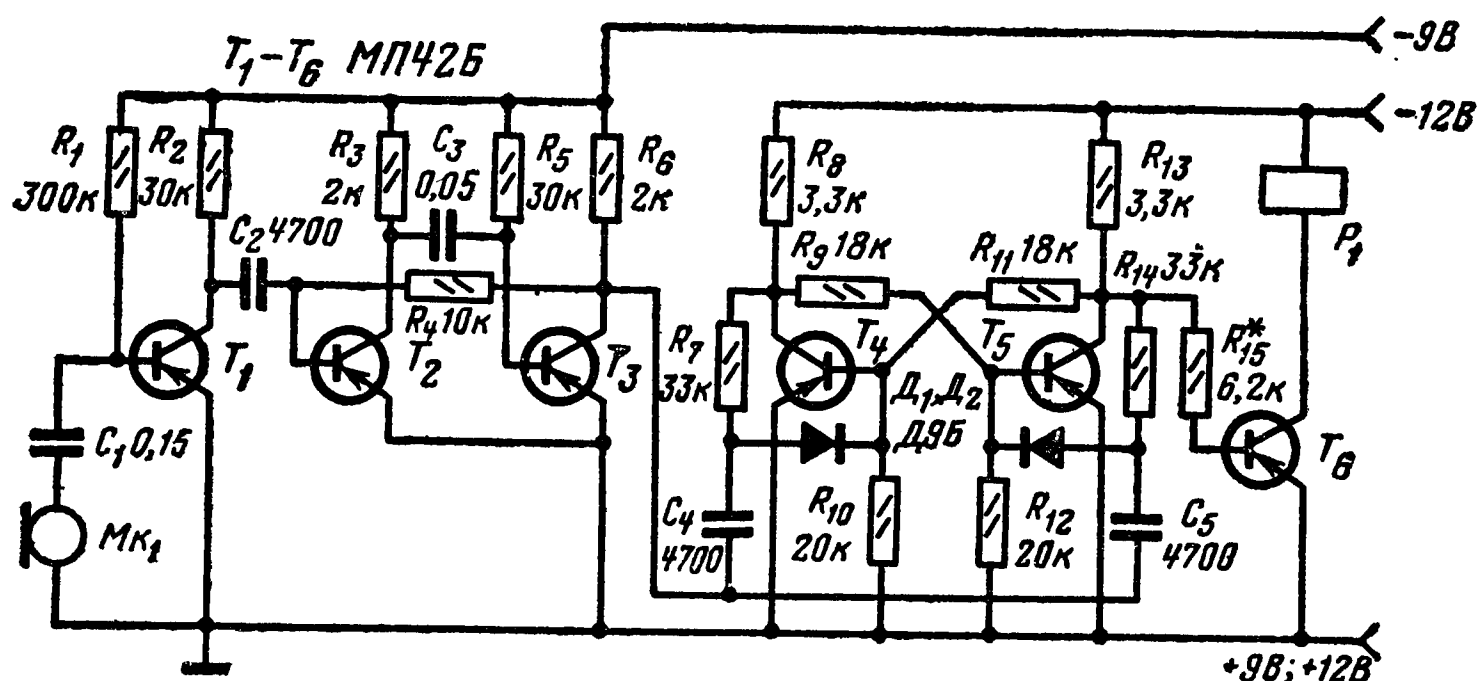 -9В
T₁-T₆ МП42Б
-12В
R₁
300к
R₂
30к
R₃
2к
C₃
0,05
R₅
30к
R₆
2к
R₈
3,3к
R₁₃
3,3к
P₁
C₂ 4700
R₉ 18к
R₁₁ 18к
R₁₄ 33к
R₄ 10к
T₁
T₂
T₃
R₇
33к
T₄
T₅
R₁₅*
6,2к
Д₁, Д₂
Д9Б
T₆
C₁ 0,15
Мк₁
C₄
4700
R₁₀
20к
R₁₂
20к
C₅
4700
+9В; +12В